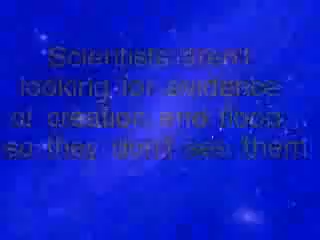 Scientists aren't
looking for evidence
of creation and flood
so they don't see them